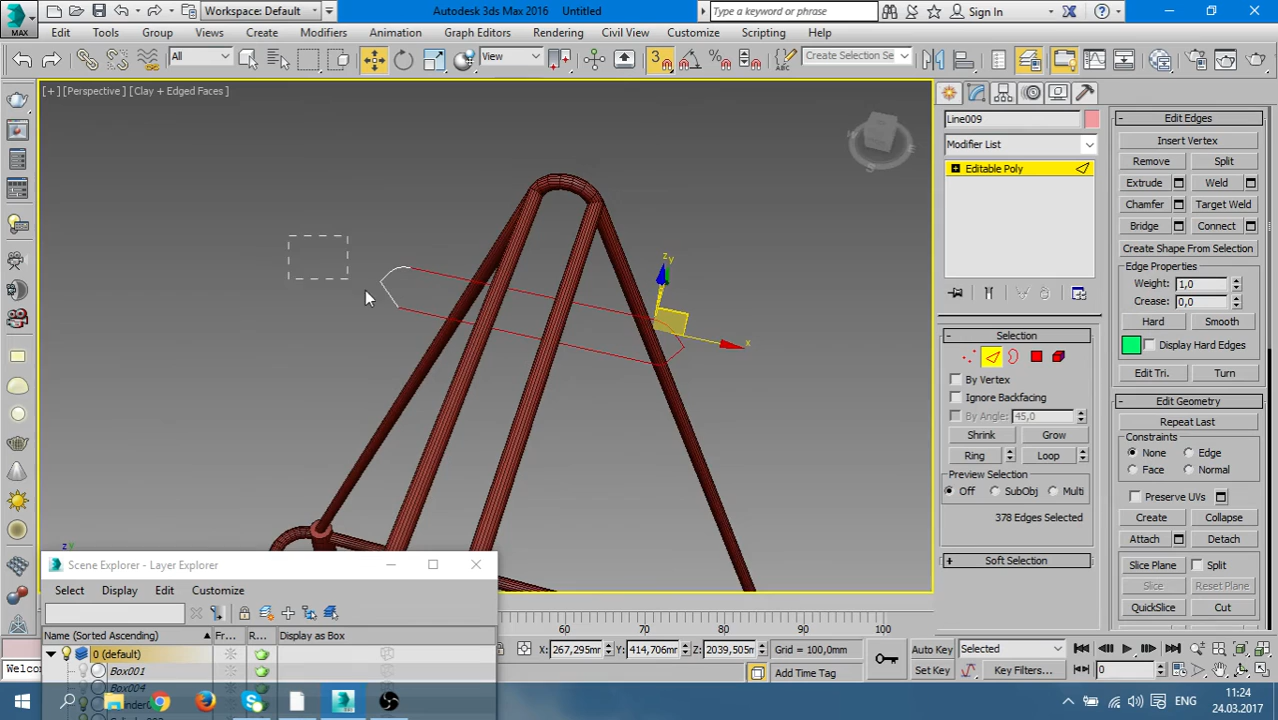 MAX
Workspace: Default
Autodesk 3ds Max 2016 Untitled
Type a keyword or phrase
Sign In
Edit Tools Group Views Create Modifiers Animation Graph Editors Rendering Civil View Customize Scripting Help
All
View
3
Create Selection Se
[+] [Perspective] [Clay + Edged Faces]
z y
x
Line009
Modifier List
Editable Poly
Selection
By Vertex
Ignore Backfacing
By Angle: 45,0
Shrink Grow
Ring Loop
Preview Selection
Off SubObj Multi
378 Edges Selected
Soft Selection
Edit Edges
Insert Vertex
Remove Split
Extrude Weld
Chamfer Target Weld
Bridge Connect
Create Shape From Selection
Edge Properties
Weight: 1,0
Crease: 0,0
Hard Smooth
Display Hard Edges
Edit Tri. Turn
Edit Geometry
Repeat Last
Constraints
None Edge
Face Normal
Preserve UVs
Create Collapse
Attach Detach
Slice Plane Split
Slice Reset Plane
QuickSlice Cut
z y
Scene Explorer - Layer Explorer
Select Display Edit Customize
Name (Sorted Ascending) Fr... R... Display as Box
0 (default)
Box001
Box004
60 70 80 90 100
X: 267,295mm Y: 414,706mm Z: 2039,505m Grid = 100,0mm
Add Time Tag
Auto Key Selected
Set Key Key Filters...
0
Welco
ENG
11:24
24.03.2017